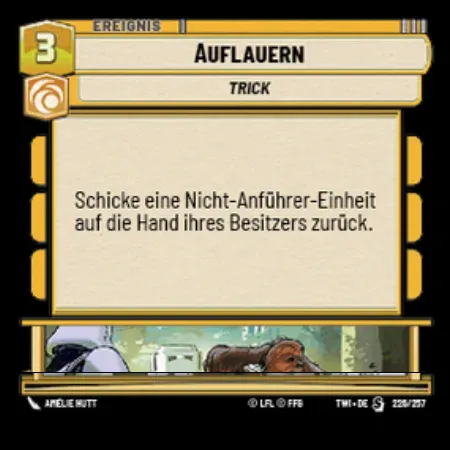 EREIGNIS
3
AUFLAUERN
TRICK
Schicke eine Nicht-Anführer-Einheit
auf die Hand ihres Besitzers zurück.
AMÉLIE HUTT
© LFL © FFG
TWI•DE
226/257